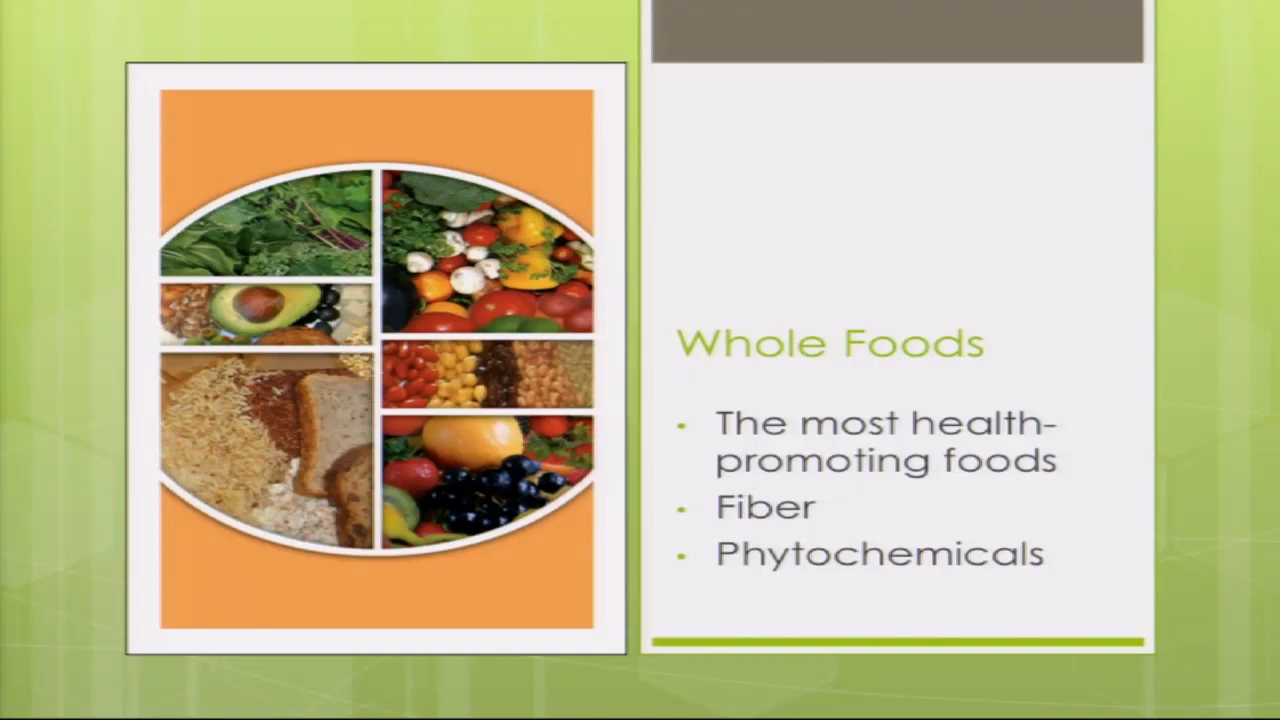 Whole Foods
• The most health-
promoting foods
• Fiber
• Phytochemicals